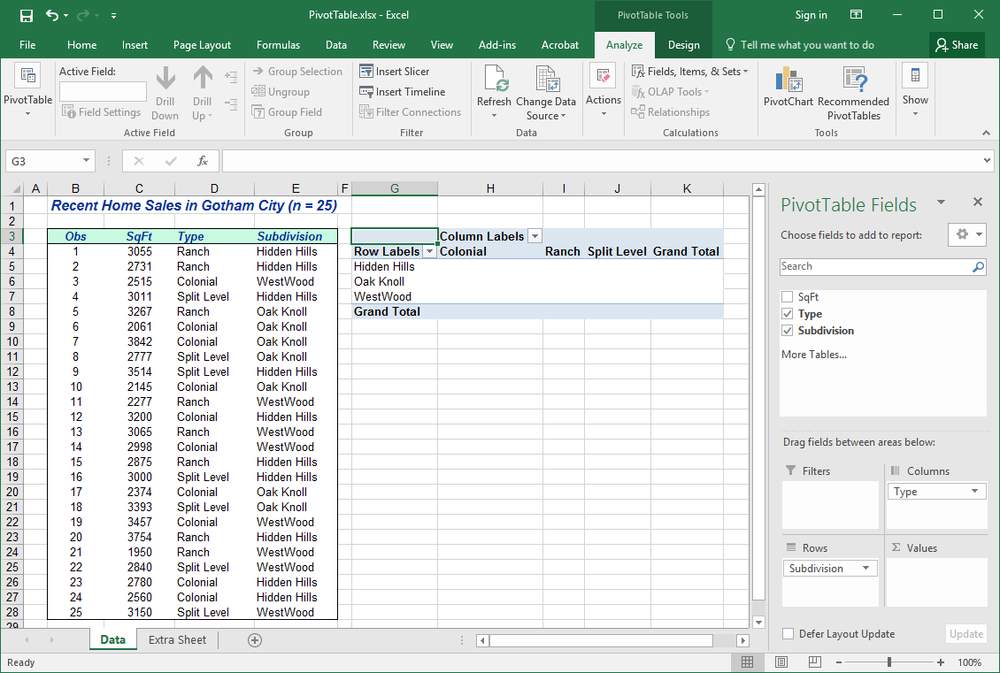 PivotTable.xlsx - Excel
PivotTable Tools
Sign in
File Home Insert Page Layout Formulas Data Review View Add-ins Acrobat Analyze Design Tell me what you want to do Share
PivotTable
Active Field:
Field Settings
Drill Down
Drill Up
Active Field
Group Selection
Ungroup
Group Field
Group
Insert Slicer
Insert Timeline
Filter Connections
Filter
Refresh
Change Data Source
Data
Actions
Fields, Items, & Sets
OLAP Tools
Relationships
Calculations
PivotChart
Recommended PivotTables
Tools
Show
G3 fx
A B C D E F G H I J K
1 Recent Home Sales in Gotham City (n = 25)
2
3 Obs SqFt Type Subdivision Column Labels
4 1 3055 Ranch Hidden Hills Row Labels Colonial Ranch Split Level Grand Total
5 2 2731 Ranch Hidden Hills Hidden Hills
6 3 2515 Colonial WestWood Oak Knoll
7 4 3011 Split Level Hidden Hills WestWood
8 5 3267 Ranch Oak Knoll Grand Total
9 6 2061 Colonial Oak Knoll
10 7 3842 Colonial Oak Knoll
11 8 2777 Split Level Oak Knoll
12 9 3514 Split Level Hidden Hills
13 10 2145 Colonial Oak Knoll
14 11 2277 Ranch WestWood
15 12 3200 Colonial Hidden Hills
16 13 3065 Ranch WestWood
17 14 2998 Colonial WestWood
18 15 2875 Ranch Hidden Hills
19 16 3000 Split Level Hidden Hills
20 17 2374 Colonial Oak Knoll
21 18 3393 Split Level Oak Knoll
22 19 3457 Colonial WestWood
23 20 3754 Ranch Hidden Hills
24 21 1950 Ranch WestWood
25 22 2840 Split Level WestWood
26 23 2780 Colonial Hidden Hills
27 24 2560 Colonial Hidden Hills
28 25 3150 Split Level WestWood
29
PivotTable Fields
Choose fields to add to report:
Search
SqFt
Type
Subdivision
More Tables...
Drag fields between areas below:
Filters
Columns
Type
Rows
Σ Values
Subdivision
Defer Layout Update Update
Data Extra Sheet
Ready 100%